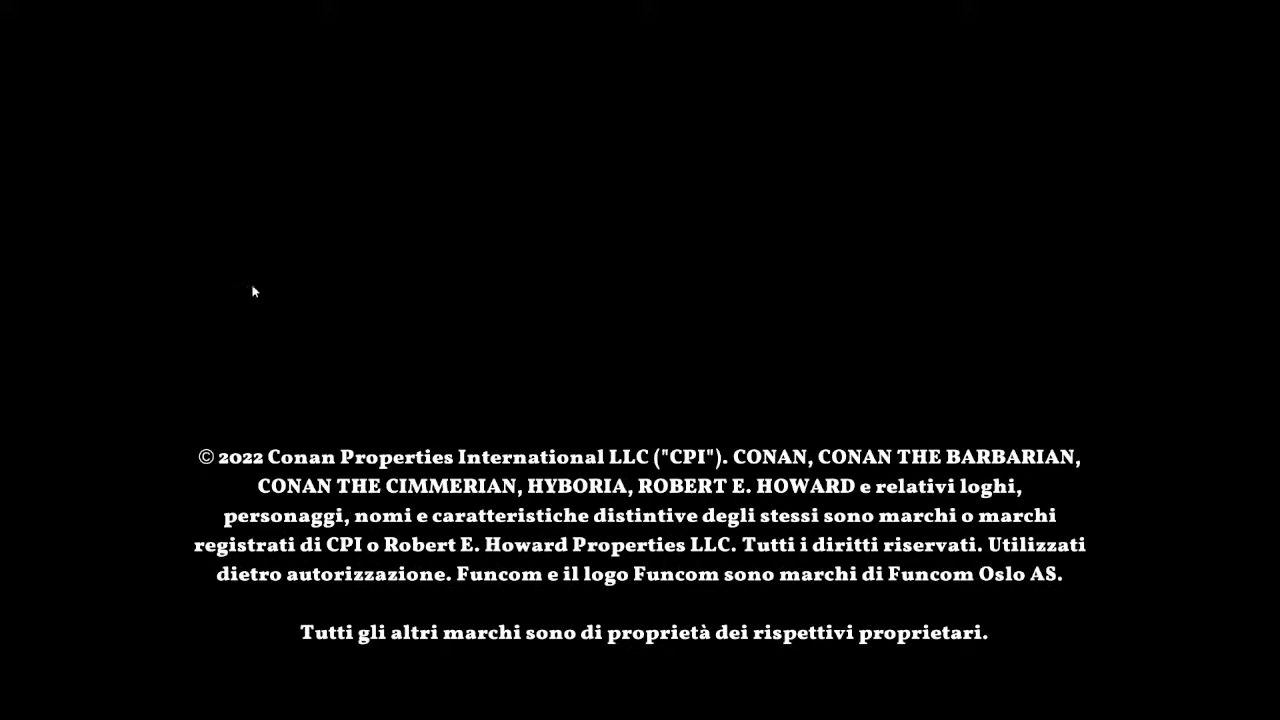 © 2022 Conan Properties International LLC ("CPI"). CONAN, CONAN THE BARBARIAN,
CONAN THE CIMMERIAN, HYBORIA, ROBERT E. HOWARD e relativi loghi,
personaggi, nomi e caratteristiche distintive degli stessi sono marchi o marchi
registrati di CPI o Robert E. Howard Properties LLC. Tutti i diritti riservati. Utilizzati
dietro autorizzazione. Funcom e il logo Funcom sono marchi di Funcom Oslo AS.
Tutti gli altri marchi sono di proprietà dei rispettivi proprietari.